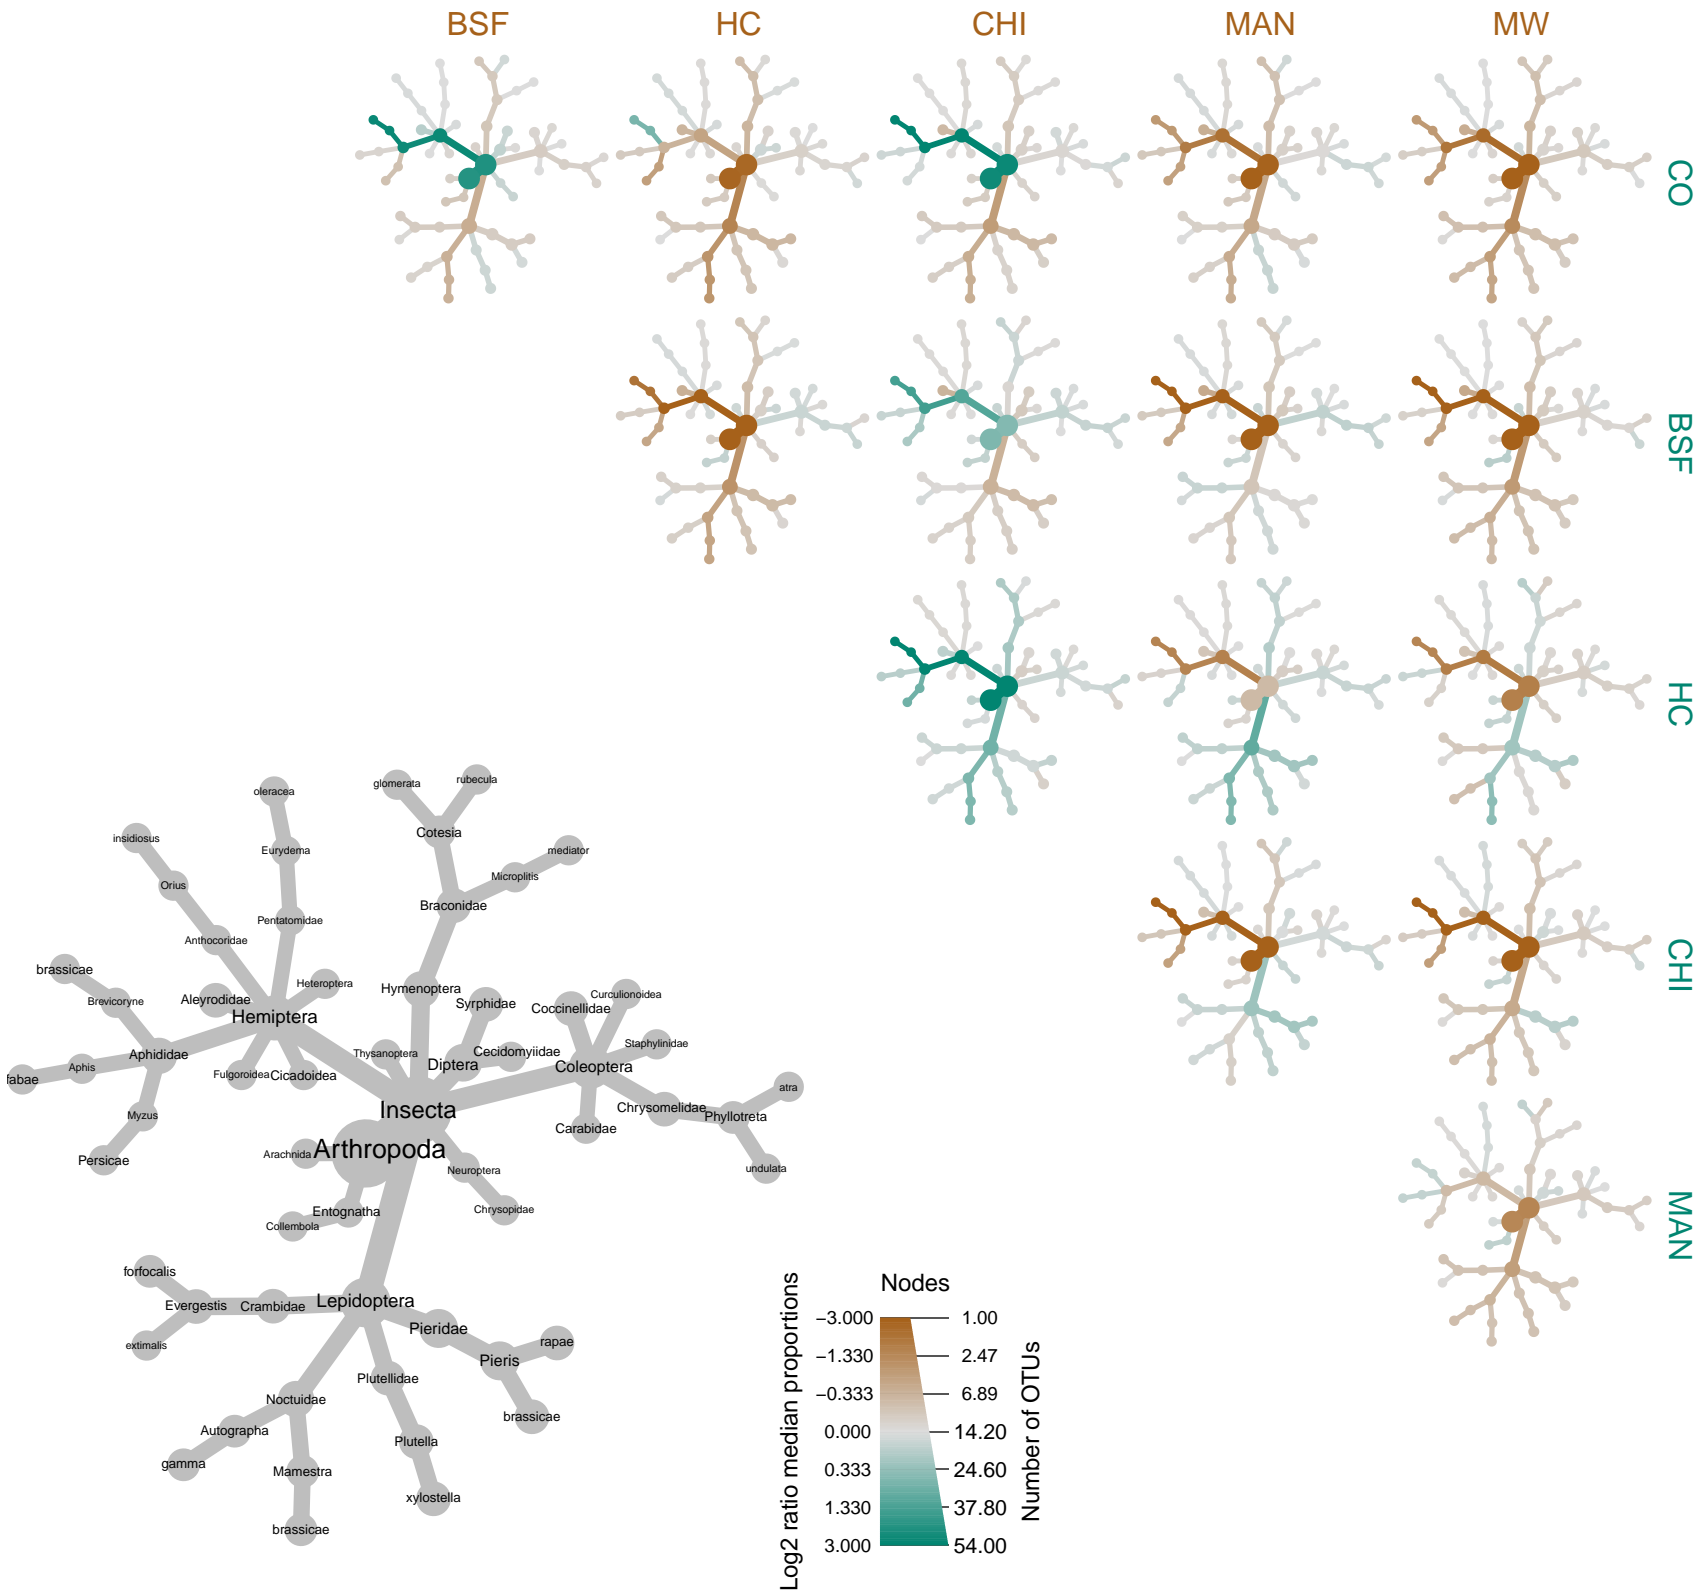 BSF
HC
CHI
MAN
MW
CO
BSF
HC
CHI
MAN
glomerata
rubecula
oleracea
Cotesia
insidiosus
Eurydema
mediator
Orius
Microplitis
Braconidae
Pentatomidae
Anthocoridae
brassicae
Heteroptera
Hymenoptera
Curculionoidea
Brevicoryne
Aleyrodidae
Syrphidae
Coccinellidae
Hemiptera
Staphylinidae
Aphididae
Thysanoptera
Cecidomyiidae
Aphis
Diptera
Coleoptera
fabae
Fulgoroidea
Cicadoidea
atra
Insecta
Chrysomelidae
Myzus
Phyllotreta
Carabidae
Arthropoda
Arachnida
Persicae
Neuroptera
undulata
Entognatha
Chrysopidae
Collembola
forfocalis
Lepidoptera
Evergestis
Crambidae
Pieridae
extimalis
rapae
Pieris
Plutellidae
Noctuidae
brassicae
Autographa
Plutella
gamma
Mamestra
xylostella
brassicae
Nodes
Log2 ratio median proportions
Number of OTUs
−3.000 1.00
−1.330 2.47
−0.333 6.89
0.000 14.20
0.333 24.60
1.330 37.80
3.000 54.00